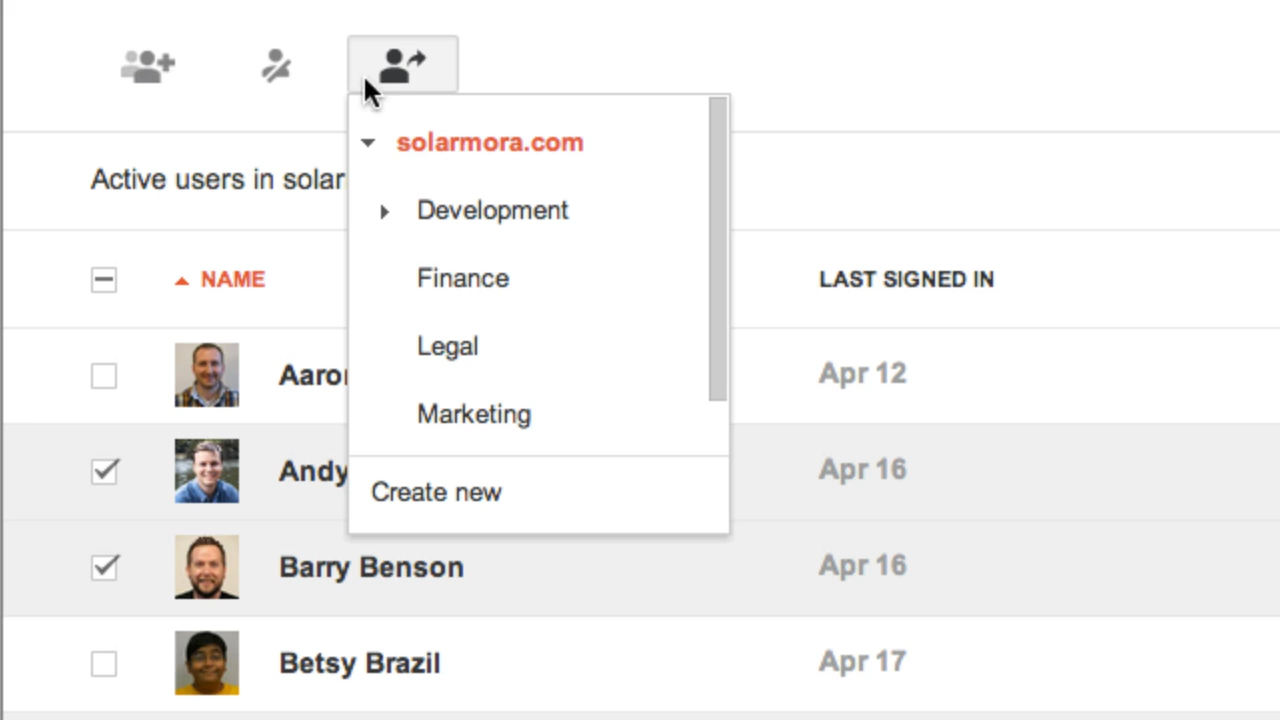 solarmora.com
Active users in solar
Development
Finance
NAME
LAST SIGNED IN
Legal
Apr 12
Marketing
Andy
Apr 16
Create new
Barry Benson
Apr 16
Betsy Brazil
Apr 17